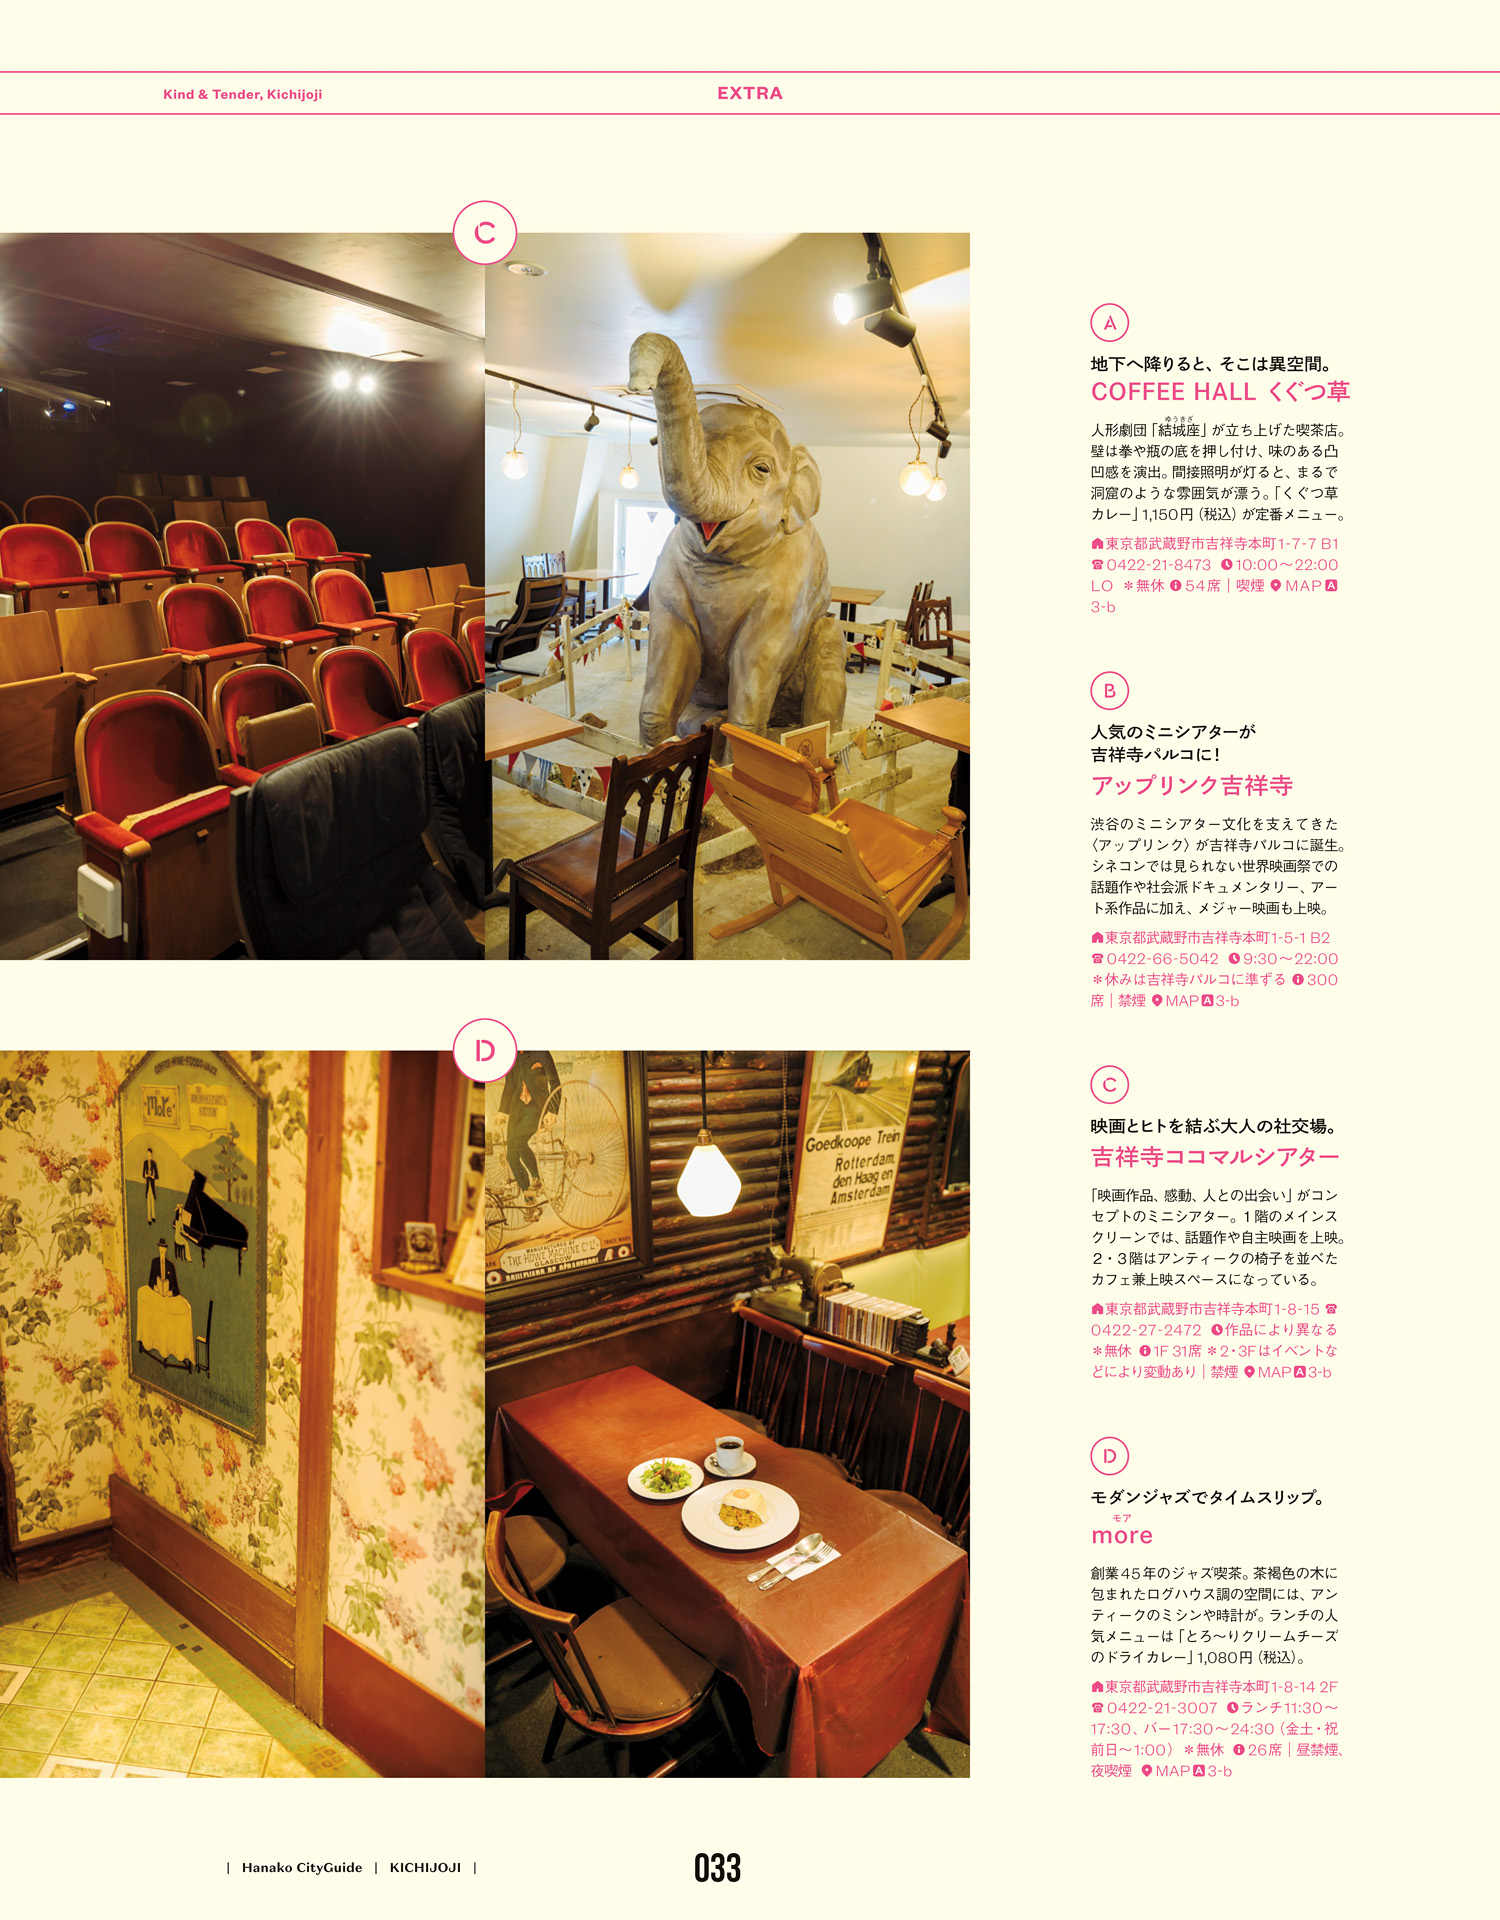 Kind & Tender, Kichijoji
EXTRA
C
A
地下へ降りると、そこは異空間。
COFFEE HALL くぐつ草
ゆうきざ
人形劇団「結城座」が立ち上げた喫茶店。
壁は拳や瓶の底を押し付け、味のある凸
凹感を演出。間接照明が灯ると、まるで
洞窟のような雰囲気が漂う。「くぐつ草
カレー」1,150円（税込）が定番メニュー。
東京都武蔵野市吉祥寺本町1-7-7 B1
0422-21-8473 10:00〜22:00
LO ＊無休 54席｜喫煙 MAP A
3-b
B
人気のミニシアターが
吉祥寺パルコに！
アップリンク吉祥寺
渋谷のミニシアター文化を支えてきた
〈アップリンク〉が吉祥寺パルコに誕生。
シネコンでは見られない世界映画祭での
話題作や社会派ドキュメンタリー、アー
ト系作品に加え、メジャー映画も上映。
東京都武蔵野市吉祥寺本町1-5-1 B2
0422-66-5042 9:30〜22:00
＊休みは吉祥寺パルコに準ずる 300
席｜禁煙 MAP A 3-b
C
映画とヒトを結ぶ大人の社交場。
吉祥寺ココマルシアター
「映画作品、感動、人との出会い」がコン
セプトのミニシアター。1階のメインス
クリーンでは、話題作や自主映画を上映。
2・3階はアンティークの椅子を並べた
カフェ兼上映スペースになっている。
東京都武蔵野市吉祥寺本町1-8-15
0422-27-2472 作品により異なる
＊無休 1F 31席 ＊2・3Fはイベントな
どにより変動あり｜禁煙 MAP A 3-b
D
more
Goedkoope Trein
Rotterdam.
den Haag en
Amsterdam
MANUFACTURED BY
THE HOWE MACHINE Co Ld
GLASGOW
TRADE MARK
D
モダンジャズでタイムスリップ。
モア
more
創業45年のジャズ喫茶。茶褐色の木に
包まれたログハウス調の空間には、アン
ティークのミシンや時計が。ランチの人
気メニューは「とろ〜りクリームチーズ
のドライカレー」1,080円（税込）。
東京都武蔵野市吉祥寺本町1-8-14 2F
0422-21-3007 ランチ11:30〜
17:30、バー17:30〜24:30（金土・祝
前日〜1:00） ＊無休 26席｜昼禁煙、
夜喫煙 MAP A 3-b
| Hanako CityGuide | KICHIJOJI |
033